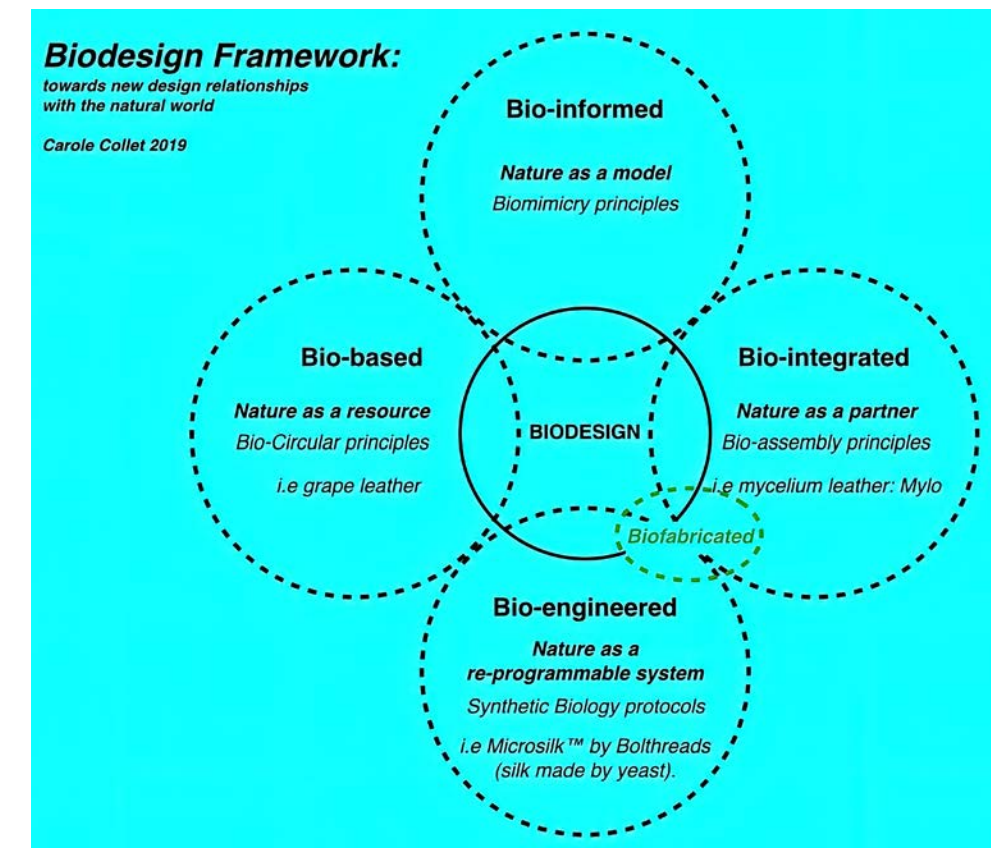 Biodesign Framework:
towards new design relationships
with the natural world
Carole Collet 2019
Bio-informed
Nature as a model
Biomimicry principles
Bio-based
Nature as a resource
Bio-Circular principles
i.e grape leather
BIODESIGN
Bio-integrated
Nature as a partner
Bio-assembly principles
i.e mycelium leather: Mylo
Biofabricated
Bio-engineered
Nature as a
re-programmable system
Synthetic Biology protocols
i.e Microsilk™ by Bolthreads
(silk made by yeast).